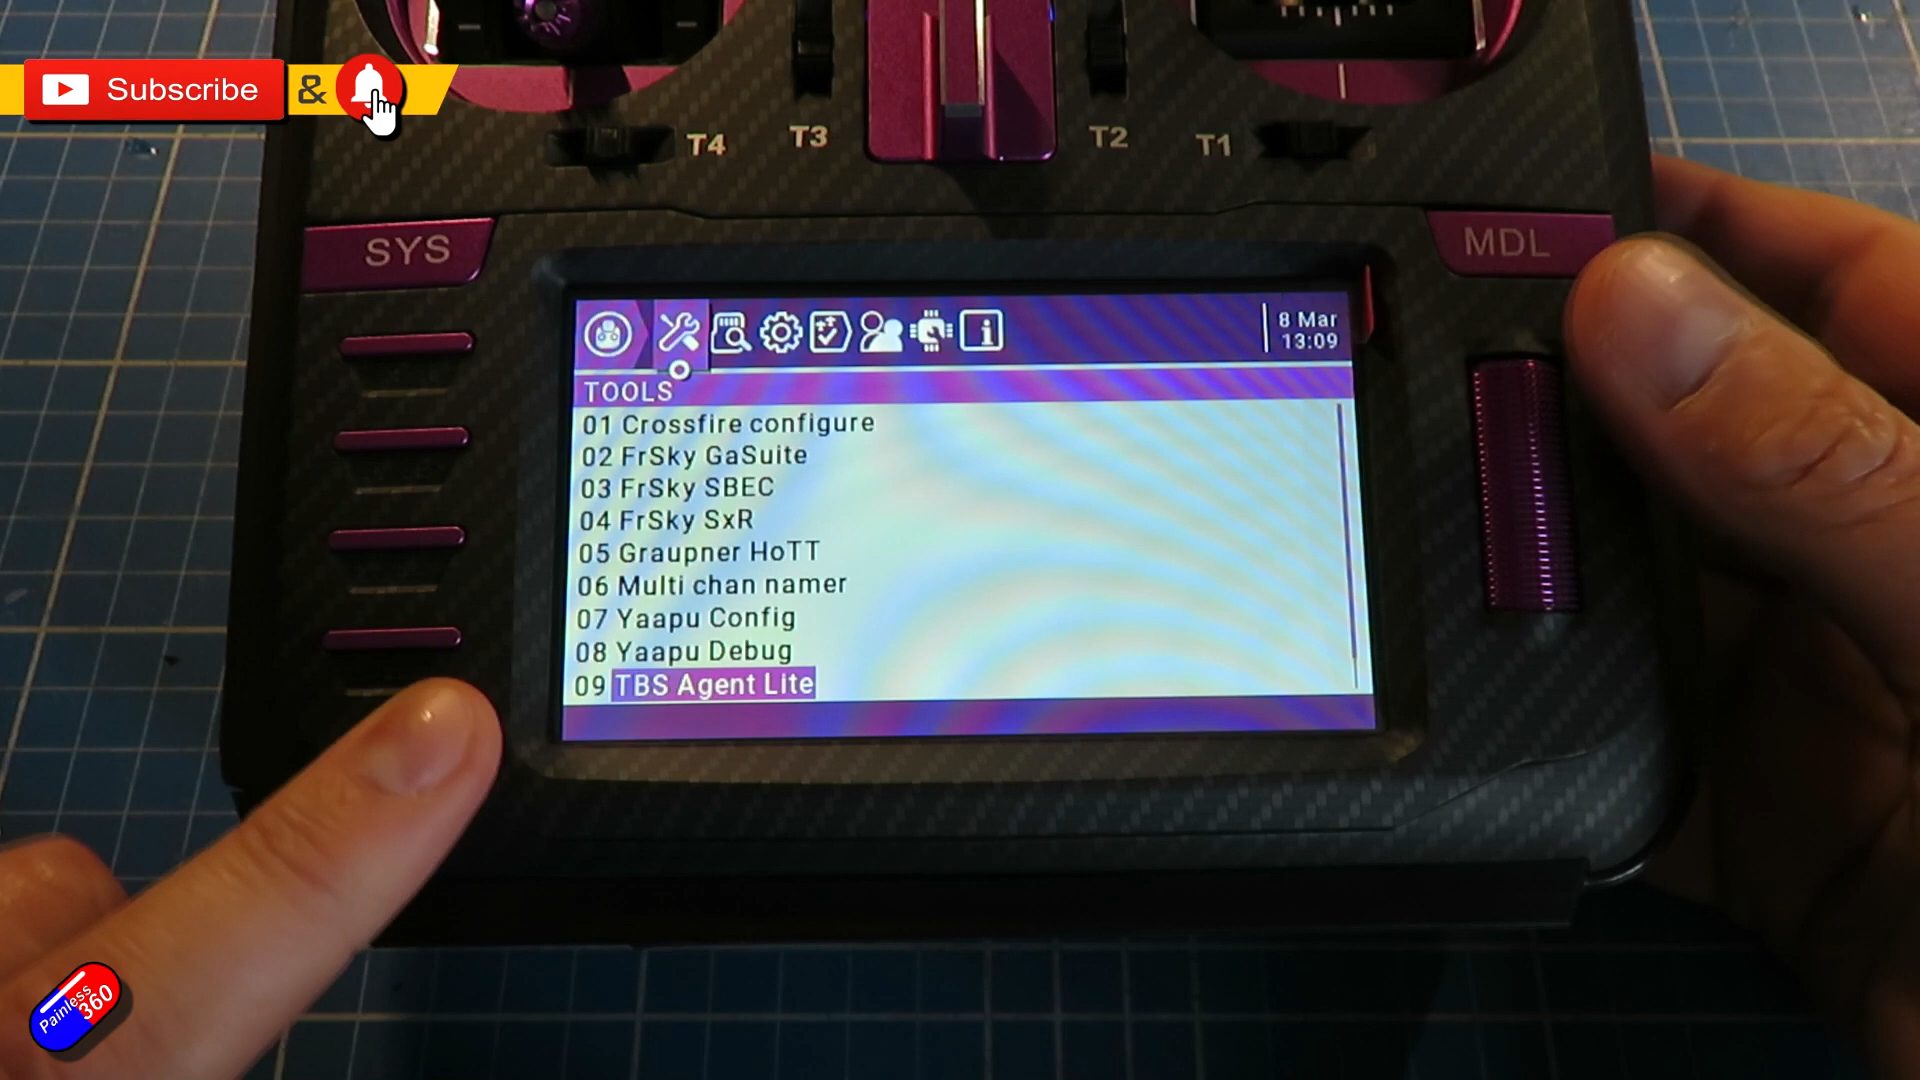 Subscribe &
T4 T3 T2 T1
SYS
MDL
8 Mar
13:09
TOOLS
01 Crossfire configure
02 FrSky GaSuite
03 FrSky SBEC
04 FrSky SxR
05 Graupner HoTT
06 Multi chan namer
07 Yaapu Config
08 Yaapu Debug
09 TBS Agent Lite
Painless
360